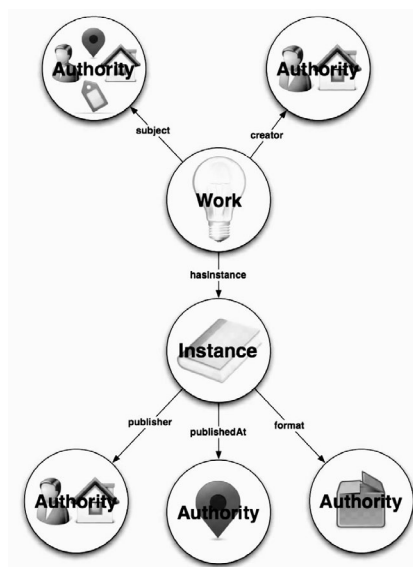 Authority
Authority
subject
creator
Work
hasInstance
Instance
publisher
publishedAt
format
Authority
Authority
Authority